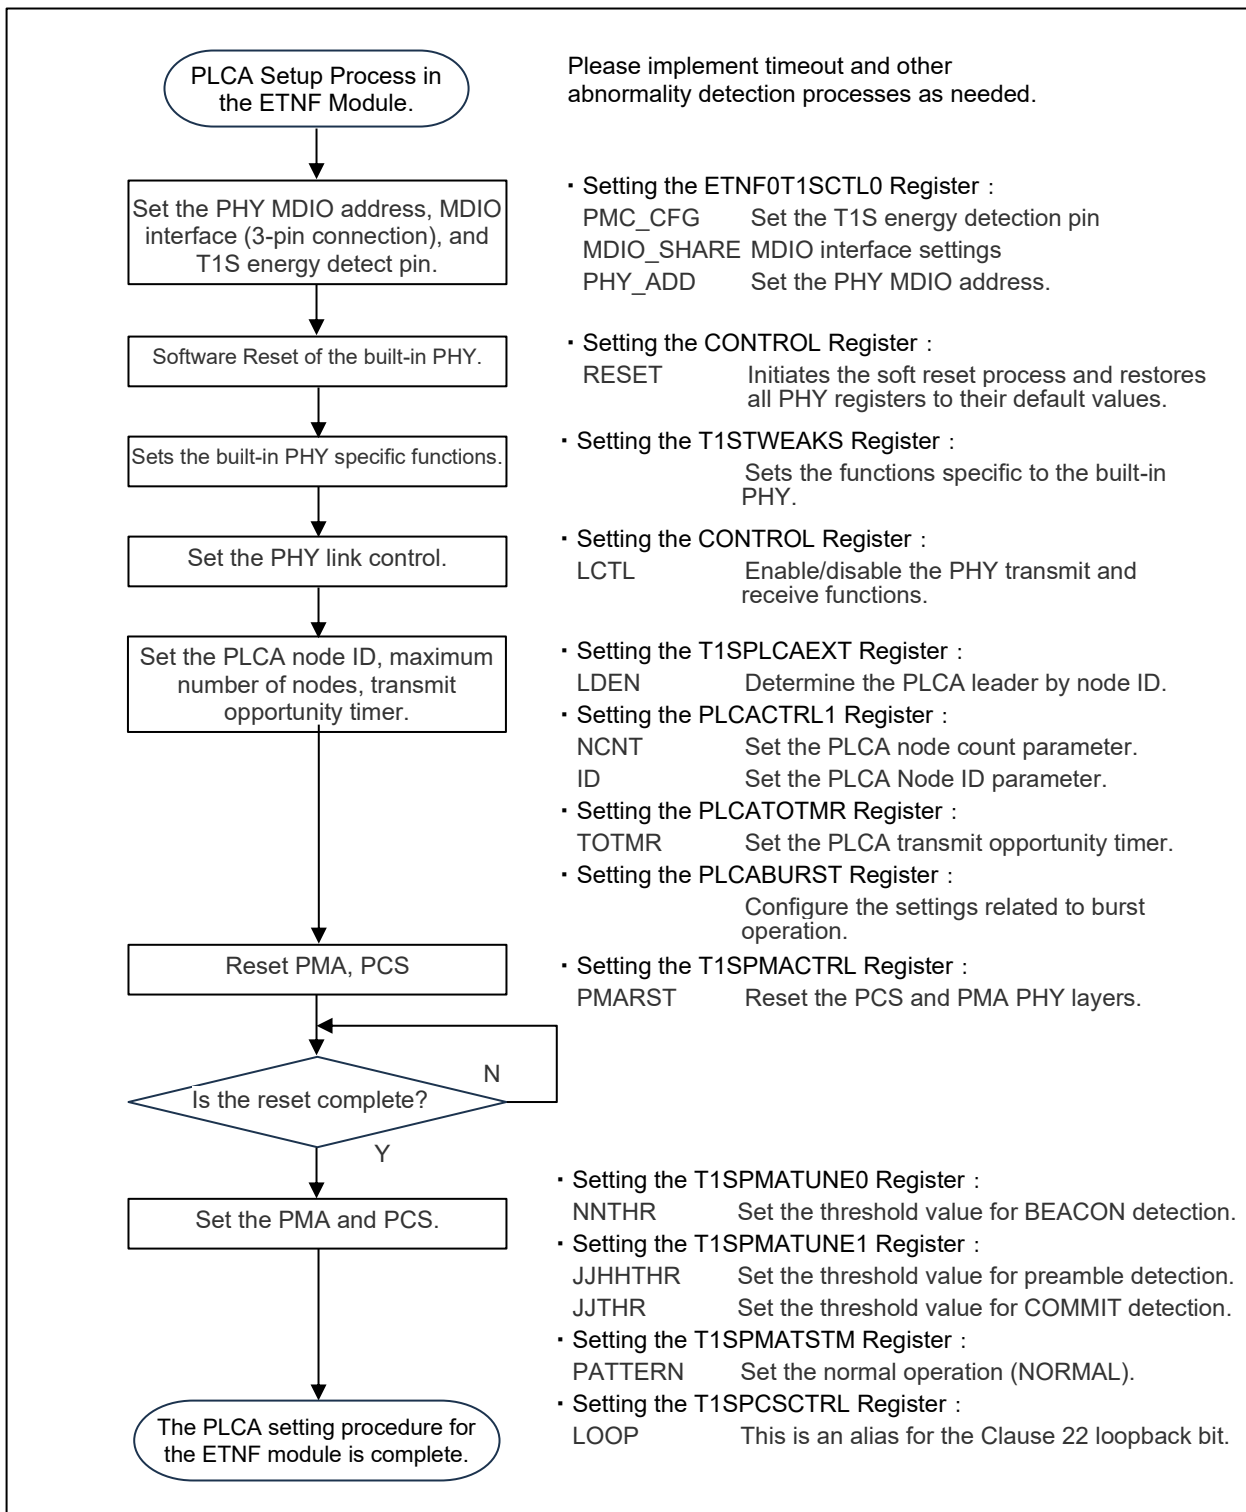 PLCA Setup Process in
the ETNF Module.
Please implement timeout and other
abnormality detection processes as needed.
Set the PHY MDIO address, MDIO
interface (3-pin connection), and
T1S energy detect pin.
・Setting the ETNF0T1SCTL0 Register :
PMC_CFG Set the T1S energy detection pin
MDIO_SHARE MDIO interface settings
PHY_ADD Set the PHY MDIO address.
Software Reset of the built-in PHY.
・Setting the CONTROL Register :
RESET Initiates the soft reset process and restores
all PHY registers to their default values.
Sets the built-in PHY specific functions.
・Setting the T1STWEAKS Register :
Sets the functions specific to the built-in
PHY.
Set the PHY link control.
・Setting the CONTROL Register :
LCTL Enable/disable the PHY transmit and
receive functions.
Set the PLCA node ID, maximum
number of nodes, transmit
opportunity timer.
・Setting the T1SPLCAEXT Register :
LDEN Determine the PLCA leader by node ID.
・Setting the PLCACTRL1 Register :
NCNT Set the PLCA node count parameter.
ID Set the PLCA Node ID parameter.
・Setting the PLCATOTMR Register :
TOTMR Set the PLCA transmit opportunity timer.
・Setting the PLCABURST Register :
Configure the settings related to burst
operation.
Reset PMA, PCS
・Setting the T1SPMACTRL Register :
PMARST Reset the PCS and PMA PHY layers.
Is the reset complete?
N
Y
Set the PMA and PCS.
・Setting the T1SPMATUNE0 Register :
NNTHR Set the threshold value for BEACON detection.
・Setting the T1SPMATUNE1 Register :
JJHHTHR Set the threshold value for preamble detection.
JJTHR Set the threshold value for COMMIT detection.
・Setting the T1SPMATSTM Register :
PATTERN Set the normal operation (NORMAL).
・Setting the T1SPCSCTRL Register :
LOOP This is an alias for the Clause 22 loopback bit.
The PLCA setting procedure for
the ETNF module is complete.